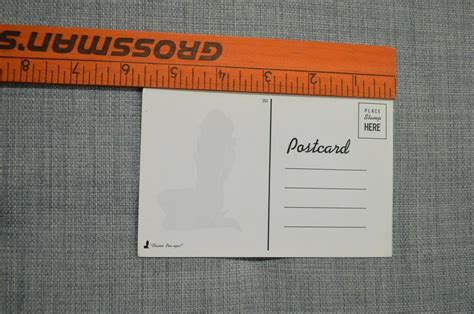 GROSSMAN'S
8 7 6 5 4 3 2 1
PLACE
Stamp
HERE
Postcard